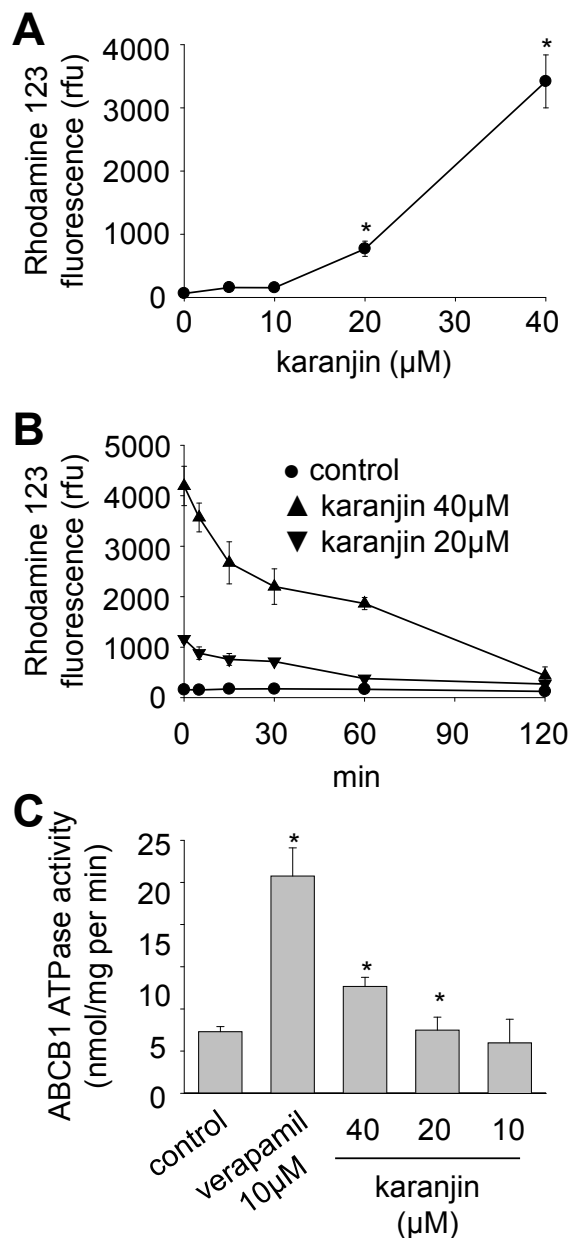 A
Rhodamine 123
fluorescence (rfu)
4000
3000
2000
1000
0
*
*
0 10 20 30 40
karanjin (µM)
B
Rhodamine 123
fluorescence (rfu)
5000
4000
3000
2000
1000
0
control
karanjin 40µM
karanjin 20µM
0 30 60 90 120
min
C
ABCB1 ATPase activity
(nmol/mg per min)
25
20
15
10
5
0
*
*
*
control
verapamil
10µM
40 20 10
karanjin
(µM)